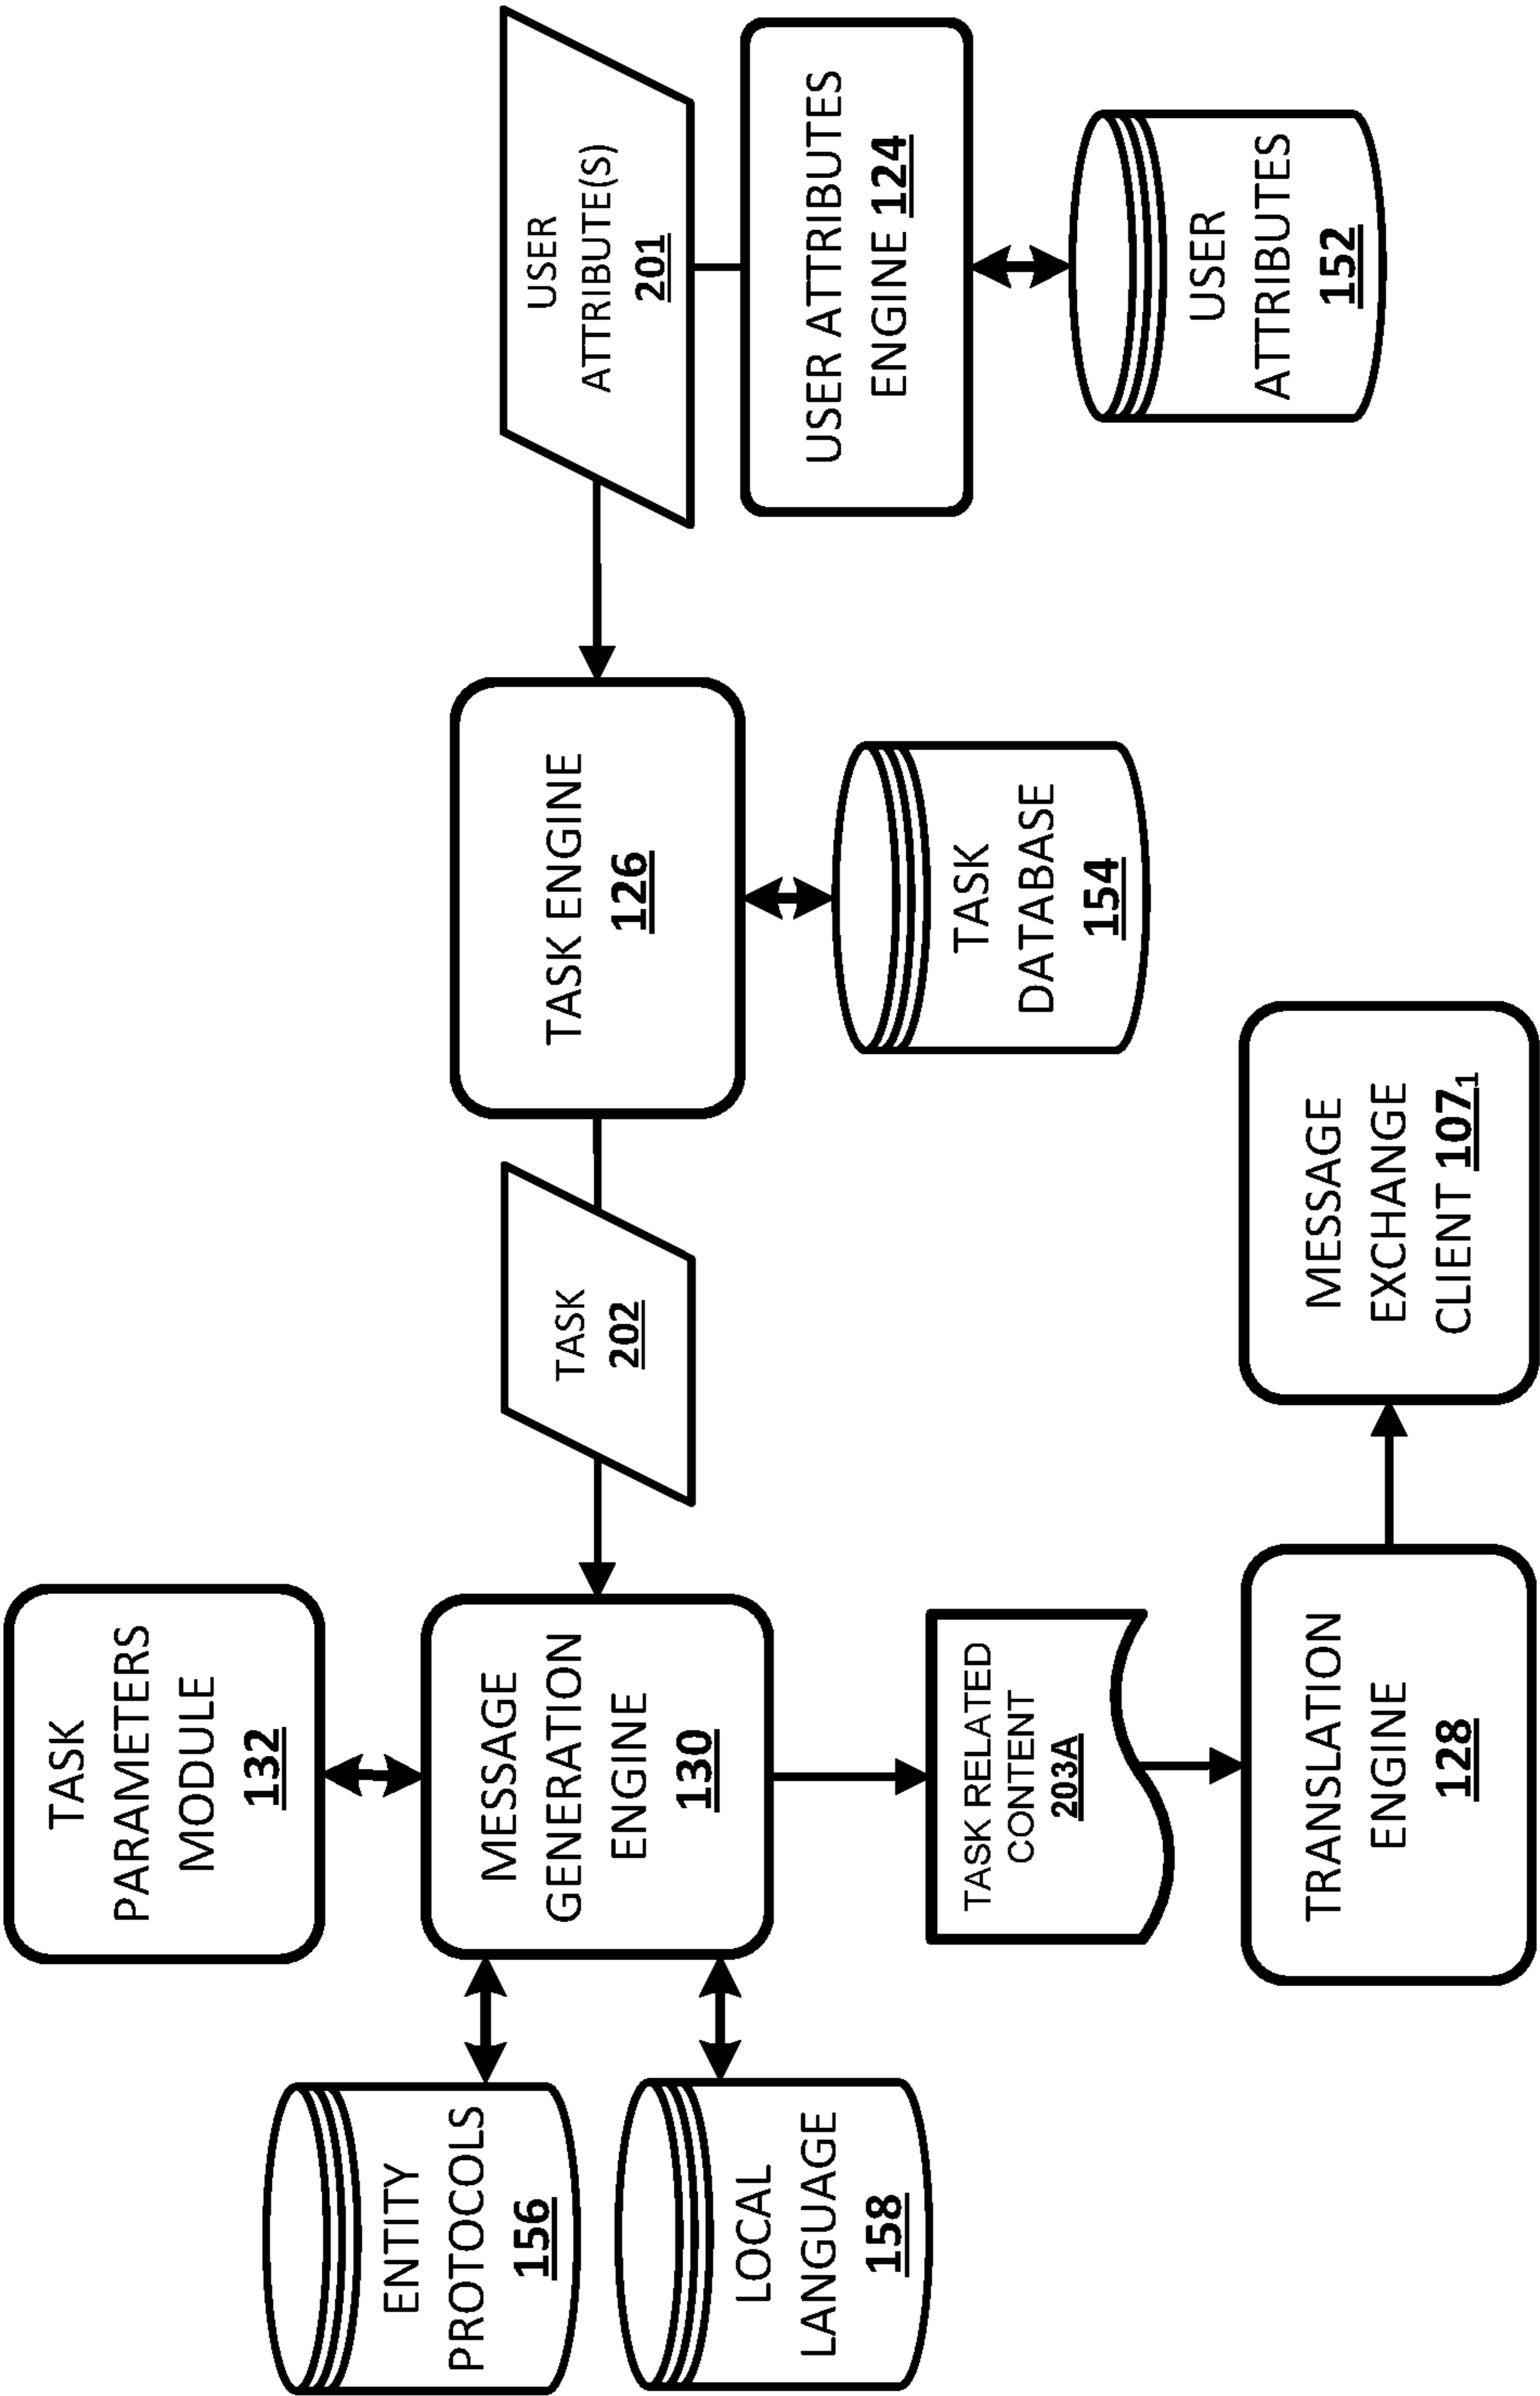 TASK
PARAMETERS
MODULE
132
ENTITY
PROTOCOLS
156
LOCAL
LANGUAGE
158
MESSAGE
GENERATION
ENGINE
130
TASK
202
TASK ENGINE
126
USER
ATTRIBUTE(S)
201
USER ATTRIBUTES
ENGINE 124
TASK RELATED
CONTENT
203A
TASK
DATABASE
154
USER
ATTRIBUTES
152
TRANSLATION
ENGINE
128
MESSAGE
EXCHANGE
CLIENT 107₁